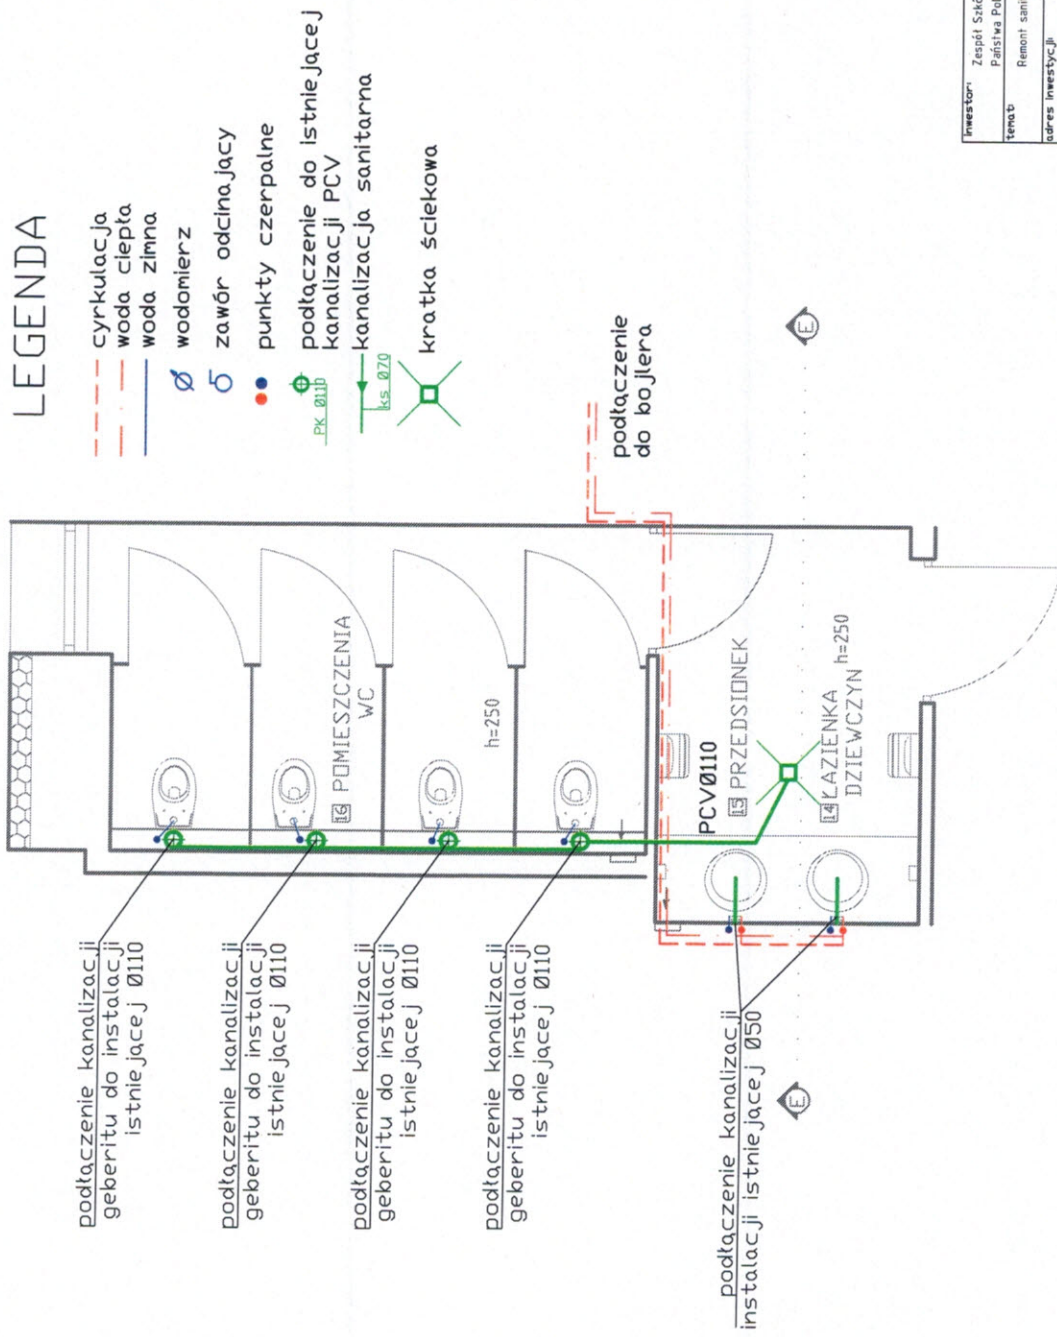 LEGENDA
cyrkulacja
woda ciepła
woda zimna
wodomierz
zawór odcinający
punkty czerpalne
PK Ø110
podłączenie do istniejącej
kanalizacji PCV
ks Ø70
kanalizacja sanitarna
kratka ściekowa
podłączenie kanalizacji
geberitu do instalacji
istniejącej Ø110
podłączenie kanalizacji
geberitu do instalacji
istniejącej Ø110
podłączenie kanalizacji
geberitu do instalacji
istniejącej Ø110
podłączenie kanalizacji
geberitu do instalacji
istniejącej Ø110
16 POMIESZCZENIA
WC
h=250
podłączenie
do bojlera
PCVØ110
15 PRZEDSIONEK
14 ŁAZIENKA
DZIEWCZYN
h=250
podłączenie kanalizacji
instalacji istniejącej Ø50
E
E
Inwestor:
Zespół Szkó
Państwa Pol
temat:
Remont sani
adres Inwestycji: